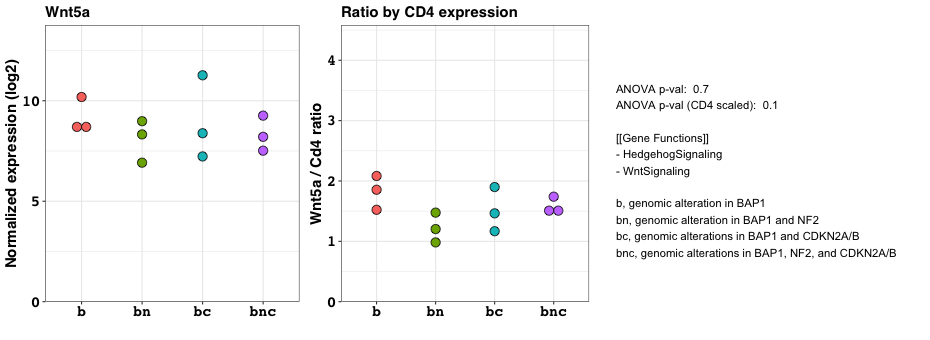 Wnt5a
Normalized expression (log2)
10
5
0
b bn bc bnc
Ratio by CD4 expression
Wnt5a / Cd4 ratio
4
3
2
1
0
b bn bc bnc
ANOVA p-val: 0.7
ANOVA p-val (CD4 scaled): 0.1
[[Gene Functions]]
- HedgehogSignaling
- WntSignaling
b, genomic alteration in BAP1
bn, genomic alteration in BAP1 and NF2
bc, genomic alterations in BAP1 and CDKN2A/B
bnc, genomic alterations in BAP1, NF2, and CDKN2A/B